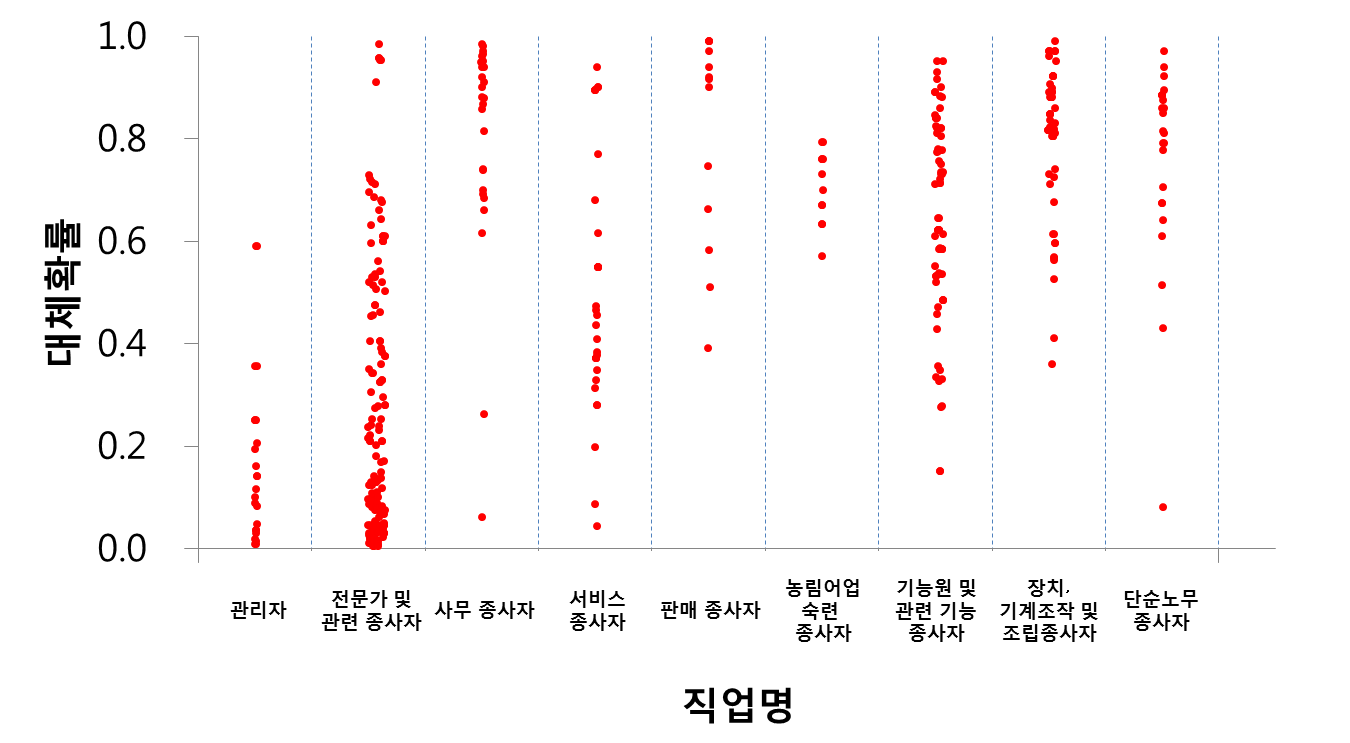 1.0
0.8
0.6
0.4
0.2
0.0
대체확률
관리자
전문가 및
관련 종사자
사무 종사자
서비스
종사자
판매 종사자
농림어업
숙련
종사자
기능원 및
관련 기능
종사자
장치,
기계조작 및
조립종사자
단순노무
종사자
직업명